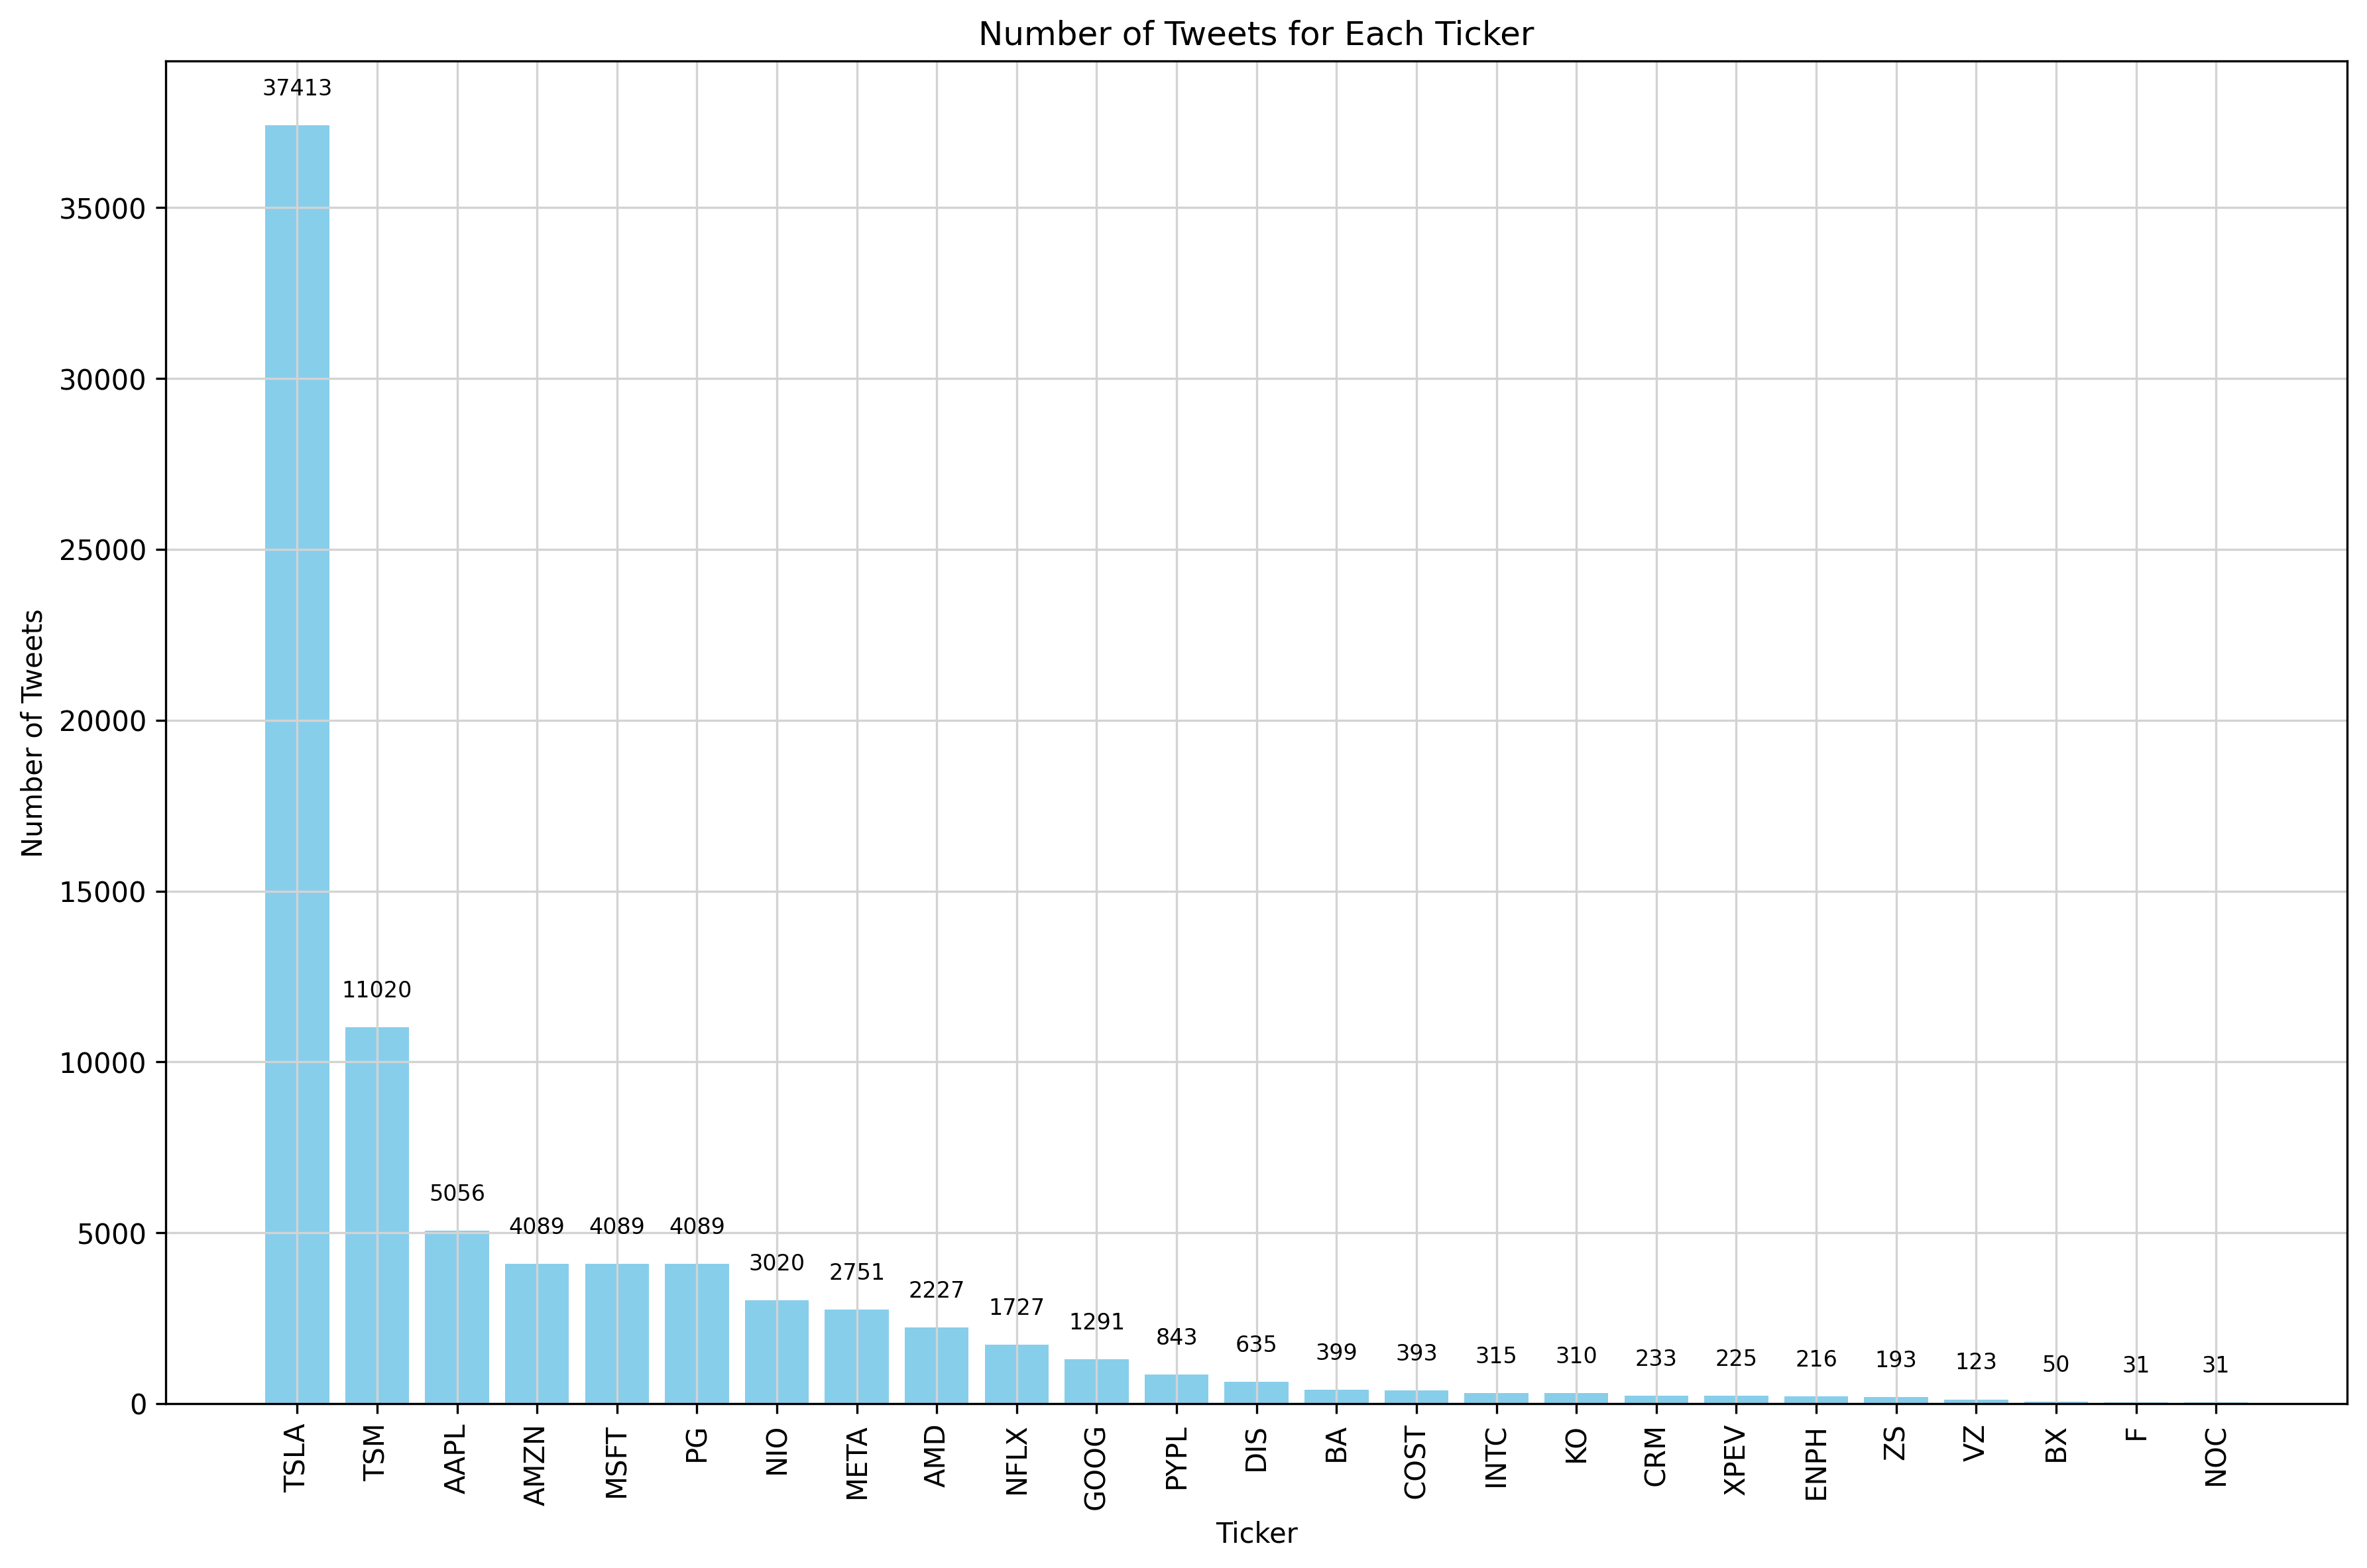 Number of Tweets for Each Ticker
Number of Tweets
35000
30000
25000
20000
15000
10000
5000
0
37413
11020
5056
4089
4089
4089
3020
2751
2227
1727
1291
843
635
399
393
315
310
233
225
216
193
123
50
31
31
TSLA
TSM
AAPL
AMZN
MSFT
PG
NIO
META
AMD
NFLX
GOOG
PYPL
DIS
BA
COST
INTC
KO
CRM
XPEV
ENPH
ZS
VZ
BX
F
NOC
Ticker